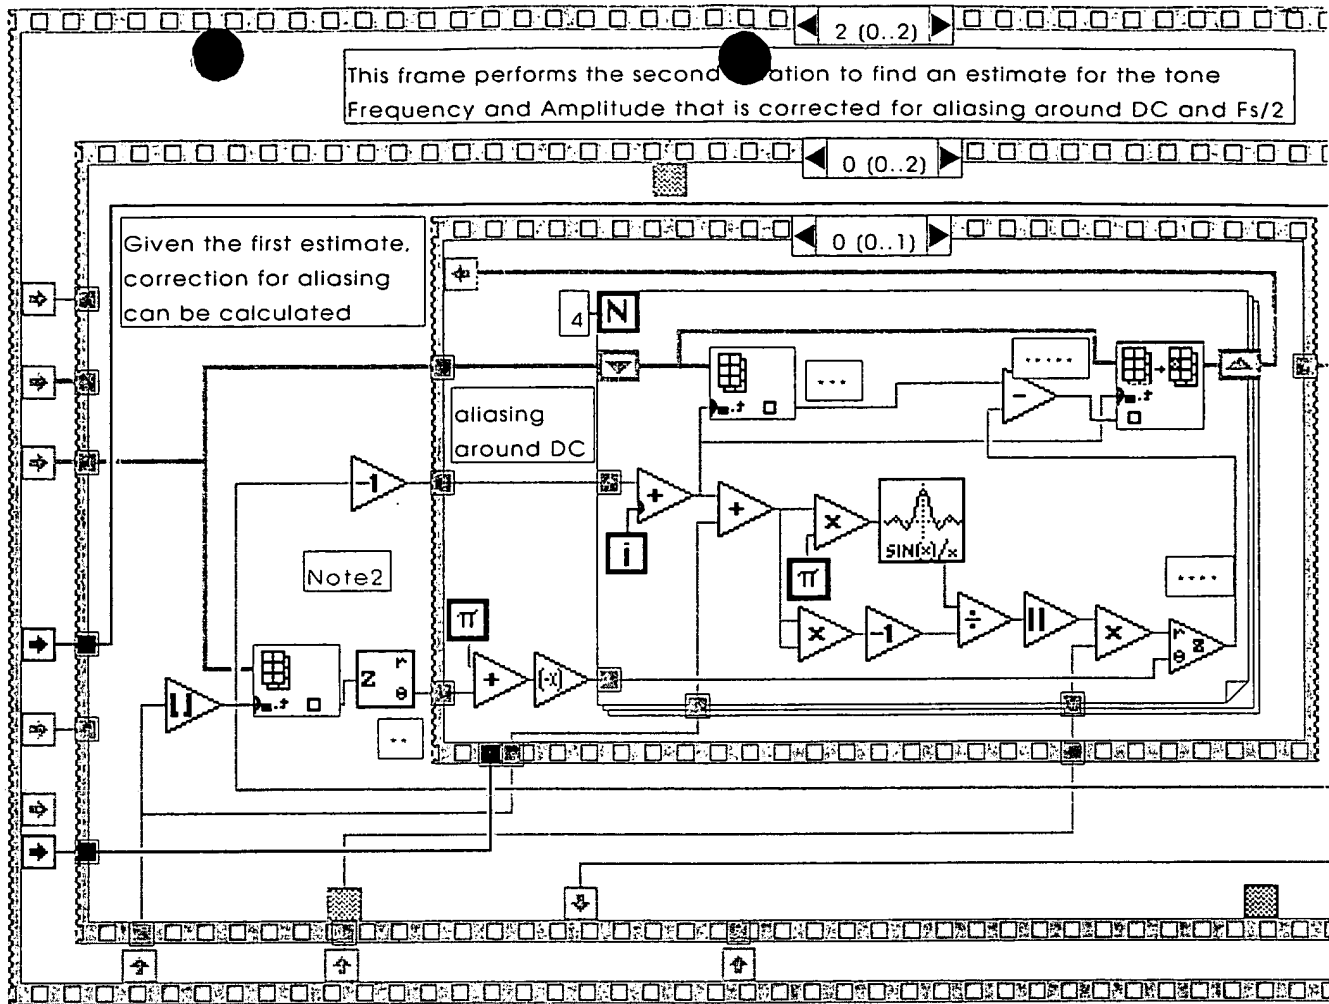 2 (0..2)
This frame performs the second ation to find an estimate for the tone
Frequency and Amplitude that is corrected for aliasing around DC and Fs/2
0 (0..2)
Given the first estimate,
correction for aliasing
can be calculated
0 (0..1)
4 N
...
.....
aliasing
around DC
+
-
-1
+
i
x
π
SIN(x)/x
Note2
....
π
x
-1
÷
||
x
r
θ z
+
(-x)
z r
θ
..